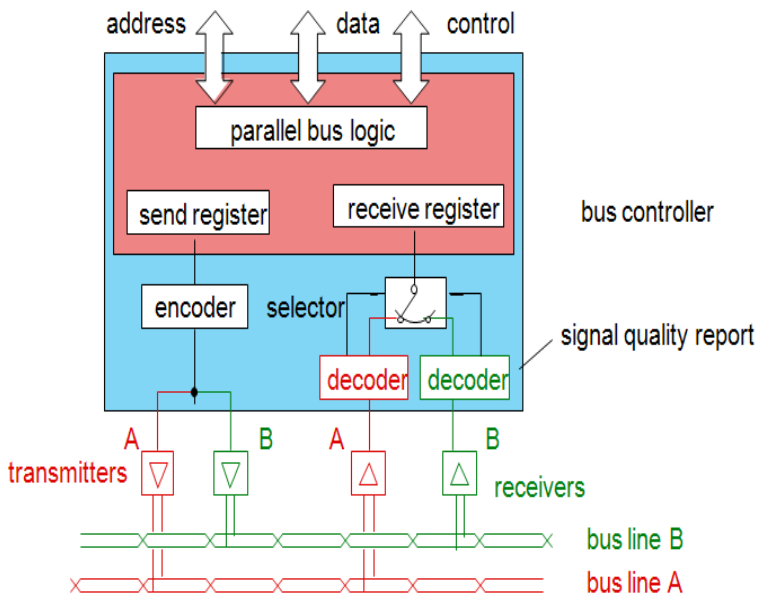 address data control
parallel bus logic
send register
receive register
bus controller
encoder
selector
signal quality report
decoder
decoder
A B A B
transmitters
receivers
bus line B
bus line A